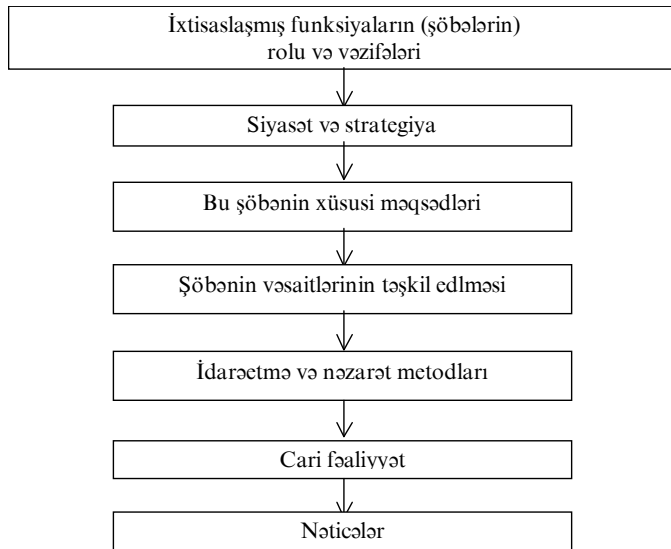 İxtisaslaşmış funksiyaların (şöbələrin)
rolu və vəzifələri
Siyasət və strategiya
Bu şöbənin xüsusi məqsədləri
Şöbənin vəsaitlərinin təşkil edlməsi
İdarəetmə və nəzarət metodları
Cari fəaliyyət
Nəticələr